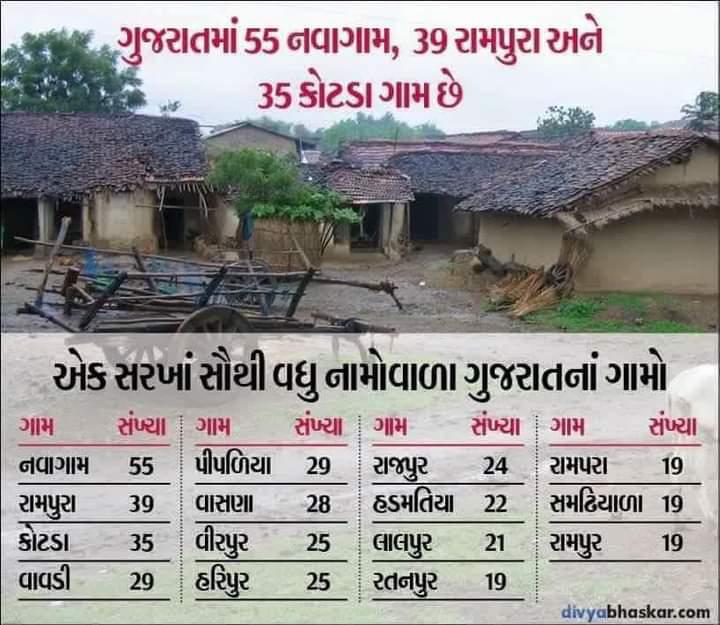 ગુજરાતમાં 55 નવાગામ, 39 રામપુરા અને
35 કોટડા ગામ છે
એક સરખાં સૌથી વધુ નામોવાળા ગુજરાતનાં ગામો
ગામ સંખ્યા ગામ સંખ્યા ગામ સંખ્યા ગામ સંખ્યા
નવાગામ 55 પીપળિયા 29 રાજપુર 24 રામપરા 19
રામપુરા 39 વાસણા 28 હડમતિયા 22 સમઢિયાળા 19
કોટડા 35 વીરપુર 25 લાલપુર 21 રામપુર 19
વાવડી 29 હરિપુર 25 રતનપુર 19
divyabhaskar.com